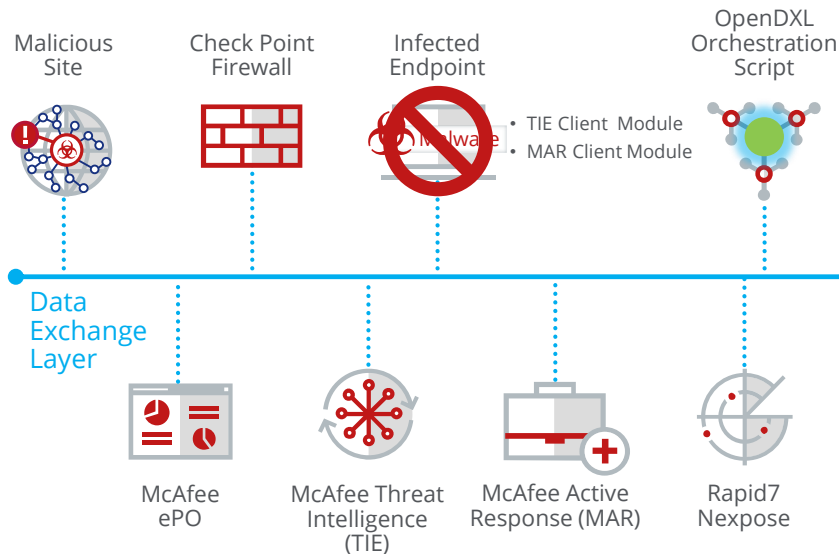 Malicious
Site
Check Point
Firewall
Infected
Endpoint
OpenDXL
Orchestration
Script
!
Malware
• TIE Client Module
• MAR Client Module
Data
Exchange
Layer
McAfee
ePO
McAfee Threat
Intelligence
(TIE)
McAfee Active
Response (MAR)
Rapid7
Nexpose